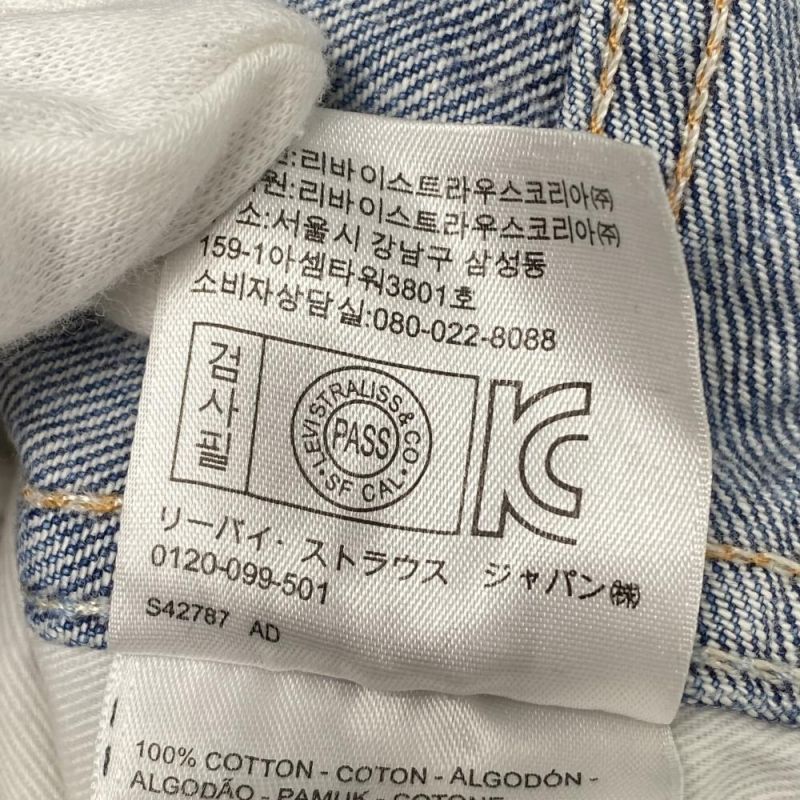 :리바이스트라우스코리아㈜
원:리바이스트라우스코리아㈜
소:서울시 강남구 삼성동
159-1아셈타워3801호
소비자상담실:080-022-8088
검사필
LEVI STRALISS & CO
PASS
SF CAL
KC
リーバイ・ストラウス ジャパン㈱
0120-099-501
S42787 AD
100% COTTON - COTON - ALGODÓN -
ALGODÃO - PAMUK - COTONE